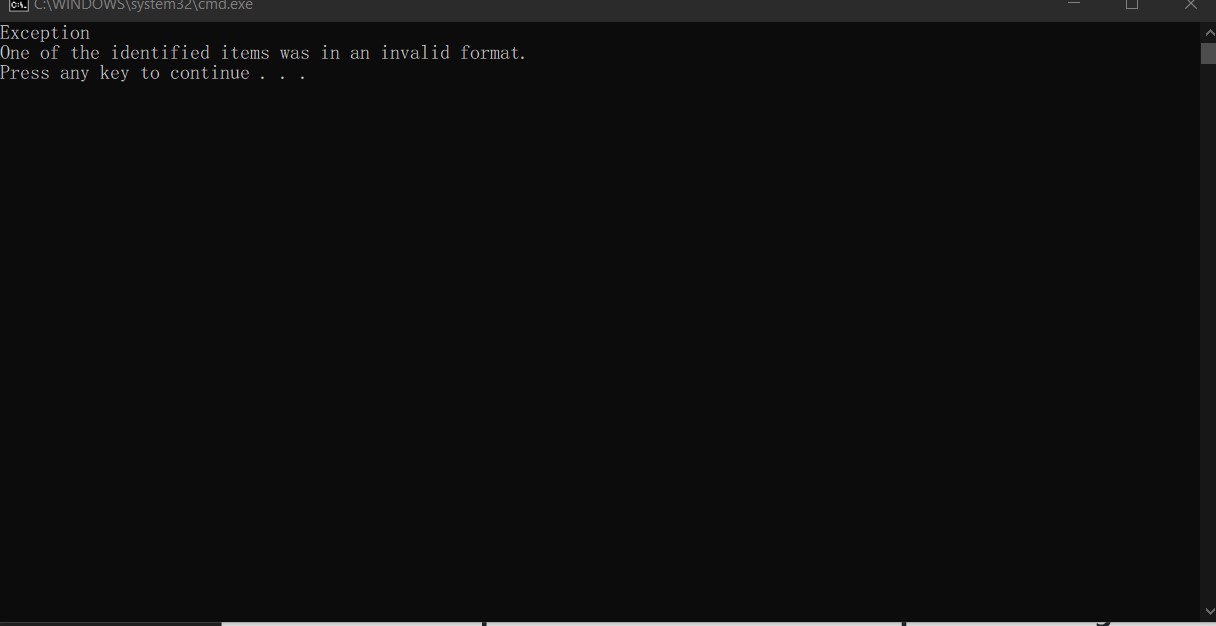 C:\WINDOWS\system32\cmd.exe
Exception
One of the identified items was in an invalid format.
Press any key to continue . . .